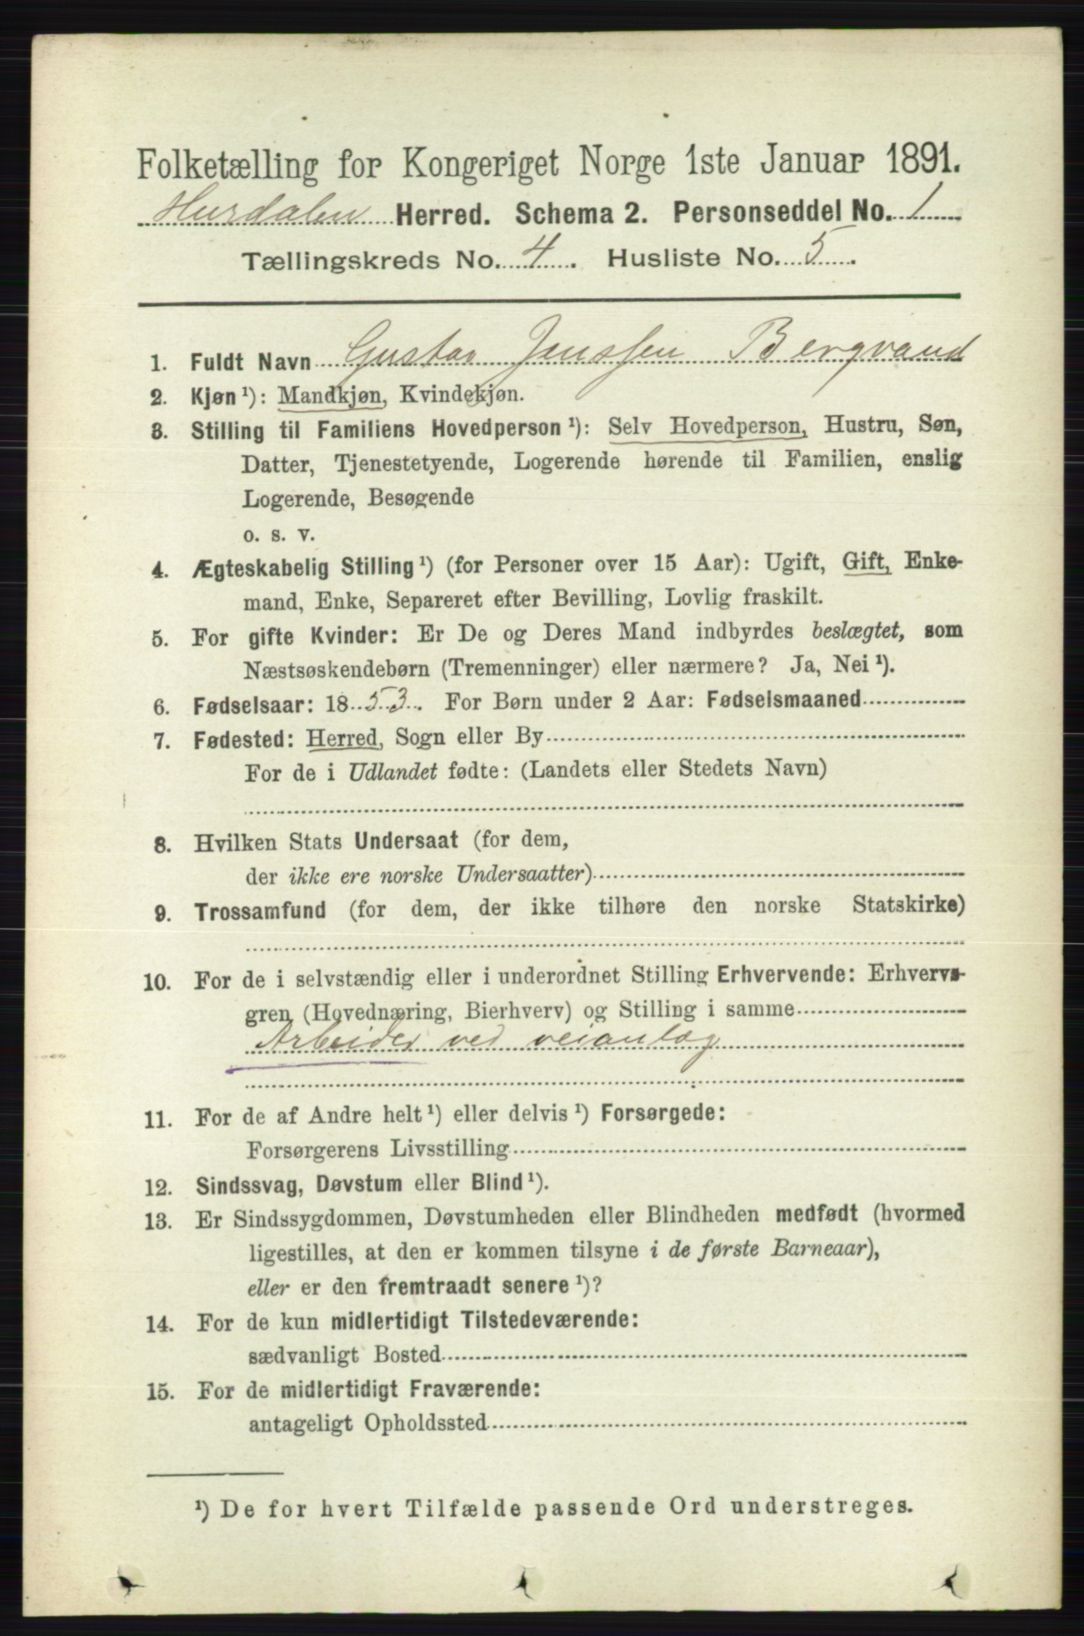 Folketælling for Kongeriget Norge 1ste Januar 1891.
Hurdalen Herred. Schema 2. Personseddel No. 1
Tællingskreds No. 4. Husliste No. 5.
1. Fuldt Navn Gustav Jenssen Bergvand
2. Kjøn¹): Mandkjøn, Kvindekjøn.
3. Stilling til Familiens Hovedperson¹): Selv Hovedperson, Hustru, Søn,
Datter, Tjenestetyende, Logerende hørende til Familien, enslig
Logerende, Besøgende
o. s. v.
4. Ægteskabelig Stilling¹) (for Personer over 15 Aar): Ugift, Gift, Enke-
mand, Enke, Separeret efter Bevilling, Lovlig fraskilt.
5. For gifte Kvinder: Er De og Deres Mand indbyrdes beslægtet, som
Næstsøskendebørn (Tremenninger) eller nærmere? Ja, Nei¹).
6. Fødselsaar: 1853. For Børn under 2 Aar: Fødselsmaaned
7. Fødested: Herred, Sogn eller By
For de i Udlandet fødte: (Landets eller Stedets Navn)
8. Hvilken Stats Undersaat (for dem,
der ikke ere norske Undersaatter)
9. Trossamfund (for dem, der ikke tilhøre den norske Statskirke)
10. For de i selvstændig eller i underordnet Stilling Erhvervende: Erhvervs-
gren (Hovednæring, Bierhverv) og Stilling i samme
Arbeider ved veianlæg
11. For de af Andre helt¹) eller delvis¹) Forsørgede:
Forsørgerens Livsstilling
12. Sindssvag, Døvstum eller Blind¹).
13. Er Sindssygdommen, Døvstumheden eller Blindheden medfødt (hvormed
ligestilles, at den er kommen tilsyne i de første Barneaar),
eller er den fremtraadt senere¹)?
14. For de kun midlertidigt Tilstedeværende:
sædvanligt Bosted
15. For de midlertidigt Fraværende:
antageligt Opholdssted
¹) De for hvert Tilfælde passende Ord understreges.